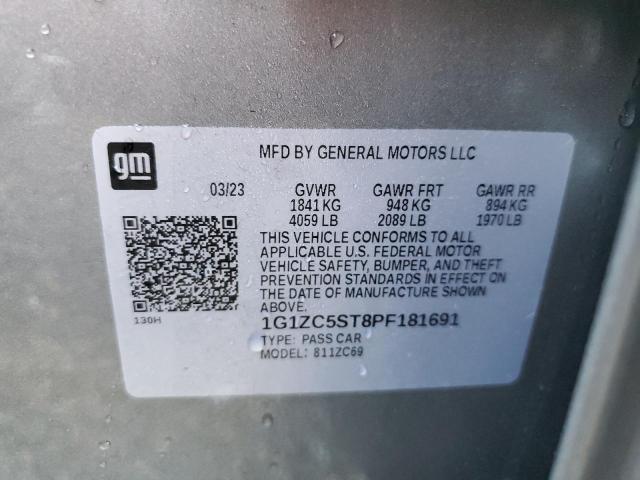 gm
MFD BY GENERAL MOTORS LLC
03/23 GVWR GAWR FRT GAWR RR
1841 KG 948 KG 894 KG
4059 LB 2089 LB 1970 LB
THIS VEHICLE CONFORMS TO ALL
APPLICABLE U.S. FEDERAL MOTOR
VEHICLE SAFETY, BUMPER, AND THEFT
PREVENTION STANDARDS IN EFFECT ON
THE DATE OF MANUFACTURE SHOWN
ABOVE.
130H
1G1ZC5ST8PF181691
TYPE: PASS CAR
MODEL: 811ZC69